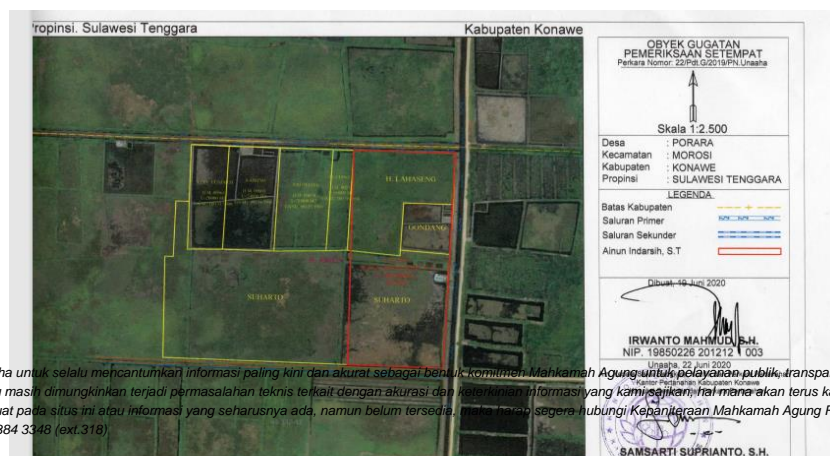 ropinsi. Sulawesi Tenggara
Kabupaten Konawe
OBYEK GUGATAN
PEMERIKSAAN SETEMPAT
Perkara Nomor: 22/Pdt.G/2019/PN.Unaaha
Skala 1:2.500
Desa : PORARA
Kecamatan : MOROSI
Kabupaten : KONAWE
Propinsi : SULAWESI TENGGARA
LEGENDA
Batas Kabupaten
Saluran Primer
Saluran Sekunder
Ainun Indarsih, S.T
H. LAHASENG
GONDANG
SUHARTO
SUHARTO
Dibuat, 19 Juni 2020
IRWANTO MAHMUD, S.H.
NIP. 19850226 201212 1 003
Unaaha, 22 Juni 2020
Kantor Pertanahan Kabupaten Konawe
SAMSARTI SUPRIANTO, S.H.
ha untuk selalu mencantumkan informasi paling kini dan akurat sebagai bentuk komitmen Mahkamah Agung untuk pelayanan publik, transpa
masih dimungkinkan terjadi permasalahan teknis terkait dengan akurasi dan keterkinian informasi yang kami sajikan, hal mana akan terus ka
at pada situs ini atau informasi yang seharusnya ada, namun belum tersedia, maka harap segera hubungi Kepaniteraan Mahkamah Agung R
384 3348 (ext.318)